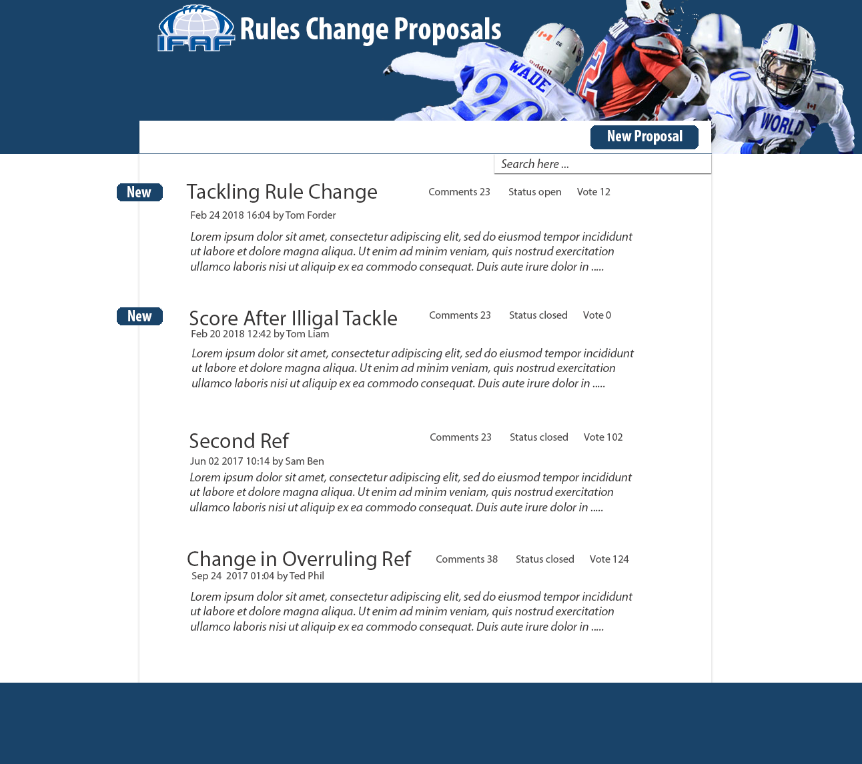 IFAF Rules Change Proposals
WADE
riddell
26
2
WORLD
New Proposal
Search here ...
New
Tackling Rule Change
Comments 23 Status open Vote 12
Feb 24 2018 16:04 by Tom Forder
Lorem ipsum dolor sit amet, consectetur adipiscing elit, sed do eiusmod tempor incididunt
ut labore et dolore magna aliqua. Ut enim ad minim veniam, quis nostrud exercitation
ullamco laboris nisi ut aliquip ex ea commodo consequat. Duis aute irure dolor in .....
New
Score After Illigal Tackle
Comments 23 Status closed Vote 0
Feb 20 2018 12:42 by Tom Liam
Lorem ipsum dolor sit amet, consectetur adipiscing elit, sed do eiusmod tempor incididunt
ut labore et dolore magna aliqua. Ut enim ad minim veniam, quis nostrud exercitation
ullamco laboris nisi ut aliquip ex ea commodo consequat. Duis aute irure dolor in .....
Second Ref
Comments 23 Status closed Vote 102
Jun 02 2017 10:14 by Sam Ben
Lorem ipsum dolor sit amet, consectetur adipiscing elit, sed do eiusmod tempor incididunt
ut labore et dolore magna aliqua. Ut enim ad minim veniam, quis nostrud exercitation
ullamco laboris nisi ut aliquip ex ea commodo consequat. Duis aute irure dolor in .....
Change in Overruling Ref
Comments 38 Status closed Vote 124
Sep 24 2017 01:04 by Ted Phil
Lorem ipsum dolor sit amet, consectetur adipiscing elit, sed do eiusmod tempor incididunt
ut labore et dolore magna aliqua. Ut enim ad minim veniam, quis nostrud exercitation
ullamco laboris nisi ut aliquip ex ea commodo consequat. Duis aute irure dolor in .....